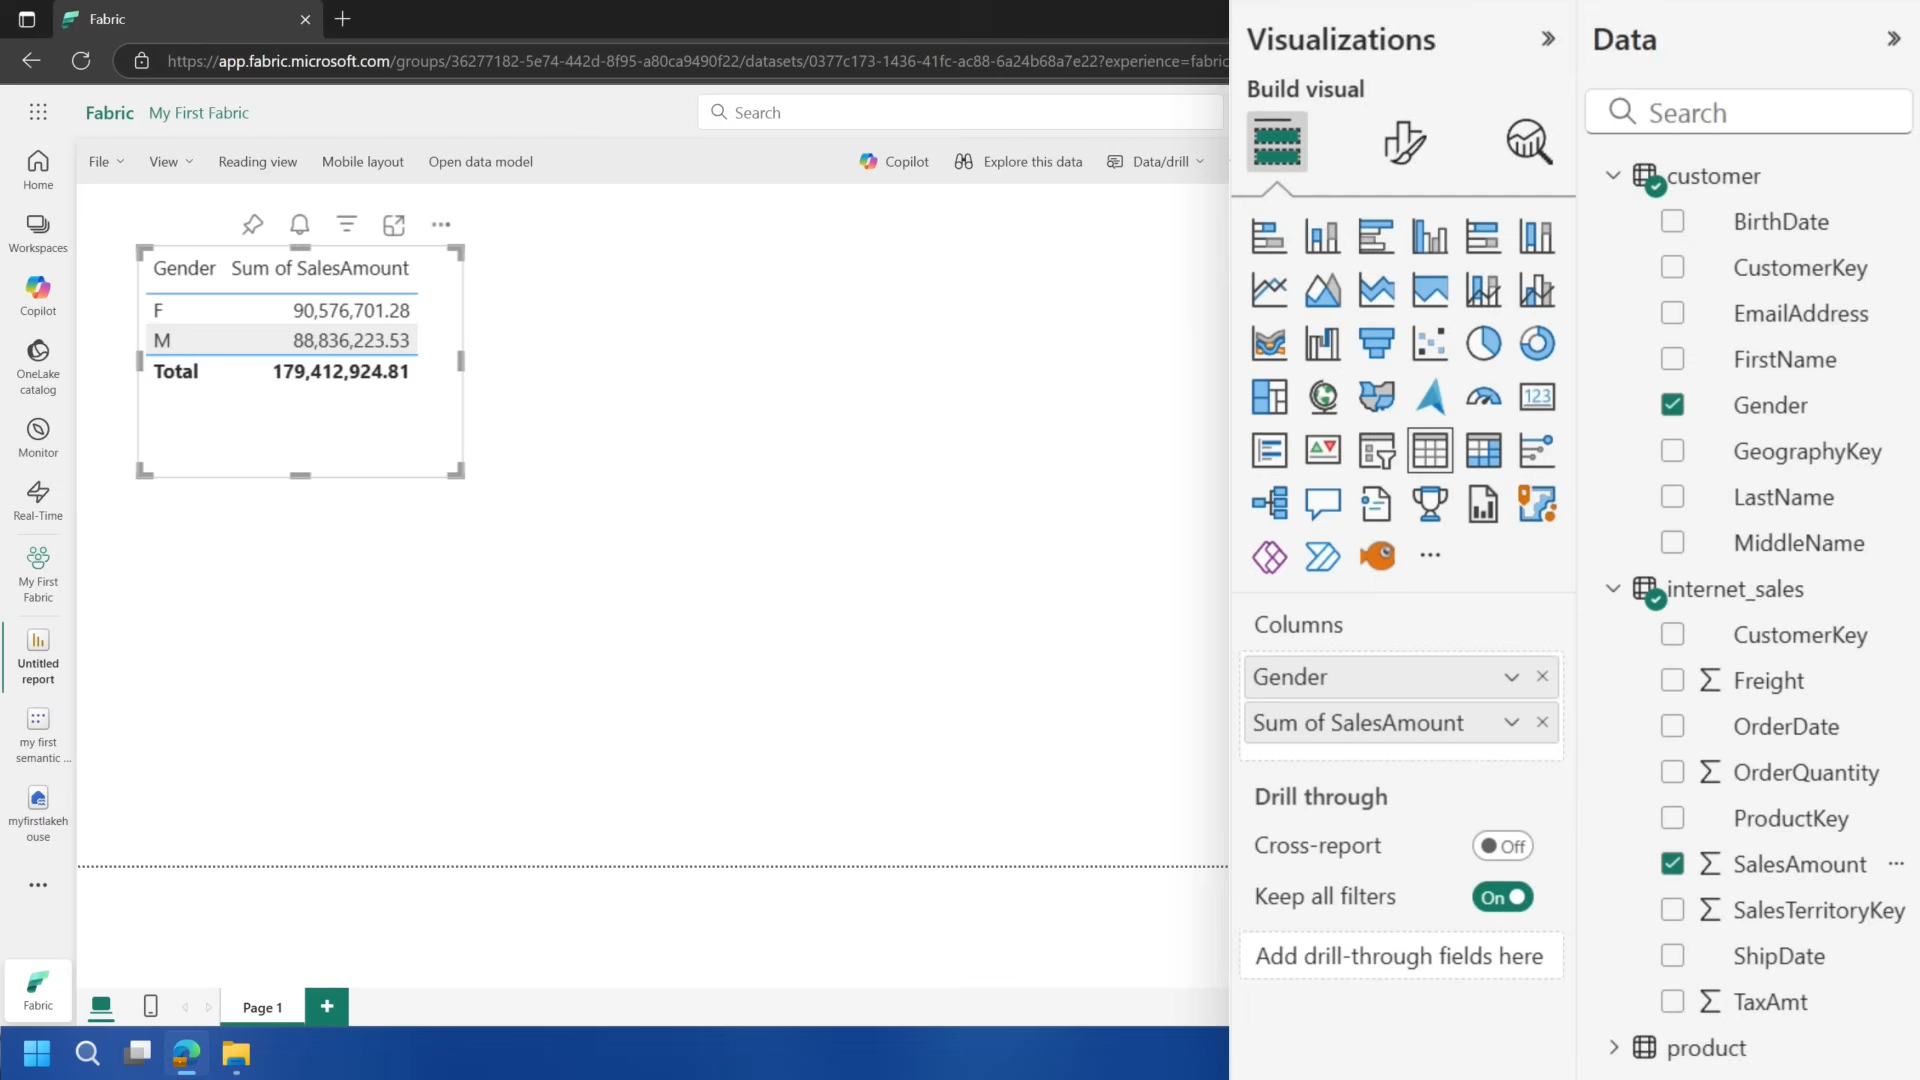 Fabric
https://app.fabric.microsoft.com/groups/36277182-5e74-442d-8f95-a80ca9490f22/datasets/0377c173-1436-41fc-ac88-6a24b68a7e22?experience=fabric
Fabric My First Fabric
Search
File View Reading view Mobile layout Open data model Copilot Explore this data Data/drill
Home
Workspaces
Copilot
OneLake
catalog
Monitor
Real-Time
My First
Fabric
Untitled
report
my first
semantic ...
myfirstlakeh
ouse
Fabric
Gender Sum of SalesAmount
F 90,576,701.28
M 88,836,223.53
Total 179,412,924.81
Page 1
Visualizations
Build visual
123
Columns
Gender
Sum of SalesAmount
Drill through
Cross-report Off
Keep all filters On
Add drill-through fields here
Data
Search
customer
BirthDate
CustomerKey
EmailAddress
FirstName
Gender
GeographyKey
LastName
MiddleName
internet_sales
CustomerKey
Freight
OrderDate
OrderQuantity
ProductKey
SalesAmount
SalesTerritoryKey
ShipDate
TaxAmt
product